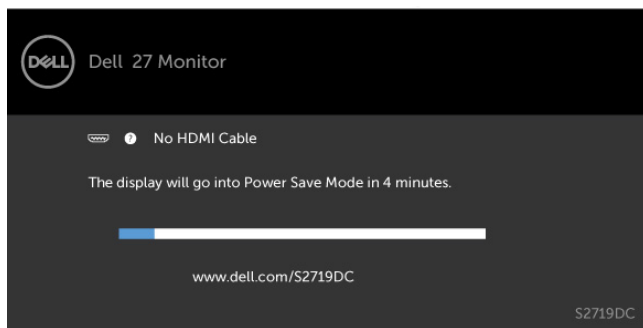 DELL
Dell 27 Monitor
? No HDMI Cable
The display will go into Power Save Mode in 4 minutes.
www.dell.com/S2719DC
S2719DC